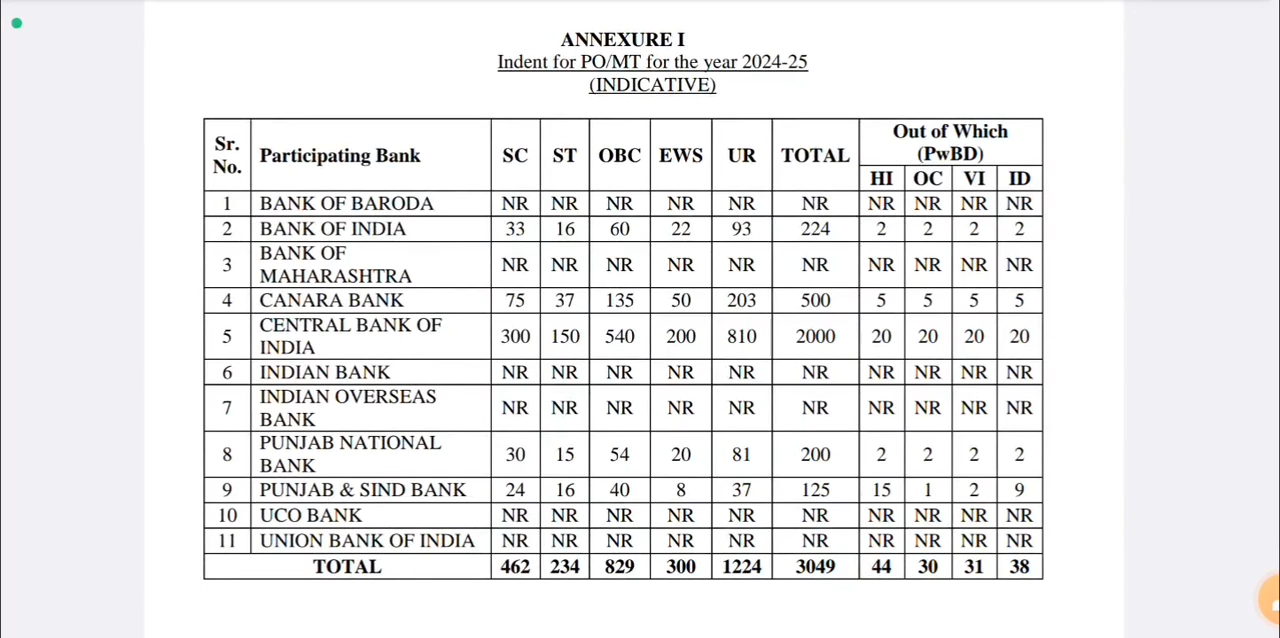 ANNEXURE I
Indent for PO/MT for the year 2024-25
(INDICATIVE)
Sr. No. Participating Bank SC ST OBC EWS UR TOTAL Out of Which (PwBD)
HI OC VI ID
1 BANK OF BARODA NR NR NR NR NR NR NR NR NR NR
2 BANK OF INDIA 33 16 60 22 93 224 2 2 2 2
3 BANK OF MAHARASHTRA NR NR NR NR NR NR NR NR NR NR
4 CANARA BANK 75 37 135 50 203 500 5 5 5 5
5 CENTRAL BANK OF INDIA 300 150 540 200 810 2000 20 20 20 20
6 INDIAN BANK NR NR NR NR NR NR NR NR NR NR
7 INDIAN OVERSEAS BANK NR NR NR NR NR NR NR NR NR NR
8 PUNJAB NATIONAL BANK 30 15 54 20 81 200 2 2 2 2
9 PUNJAB & SIND BANK 24 16 40 8 37 125 15 1 2 9
10 UCO BANK NR NR NR NR NR NR NR NR NR NR
11 UNION BANK OF INDIA NR NR NR NR NR NR NR NR NR NR
TOTAL 462 234 829 300 1224 3049 44 30 31 38